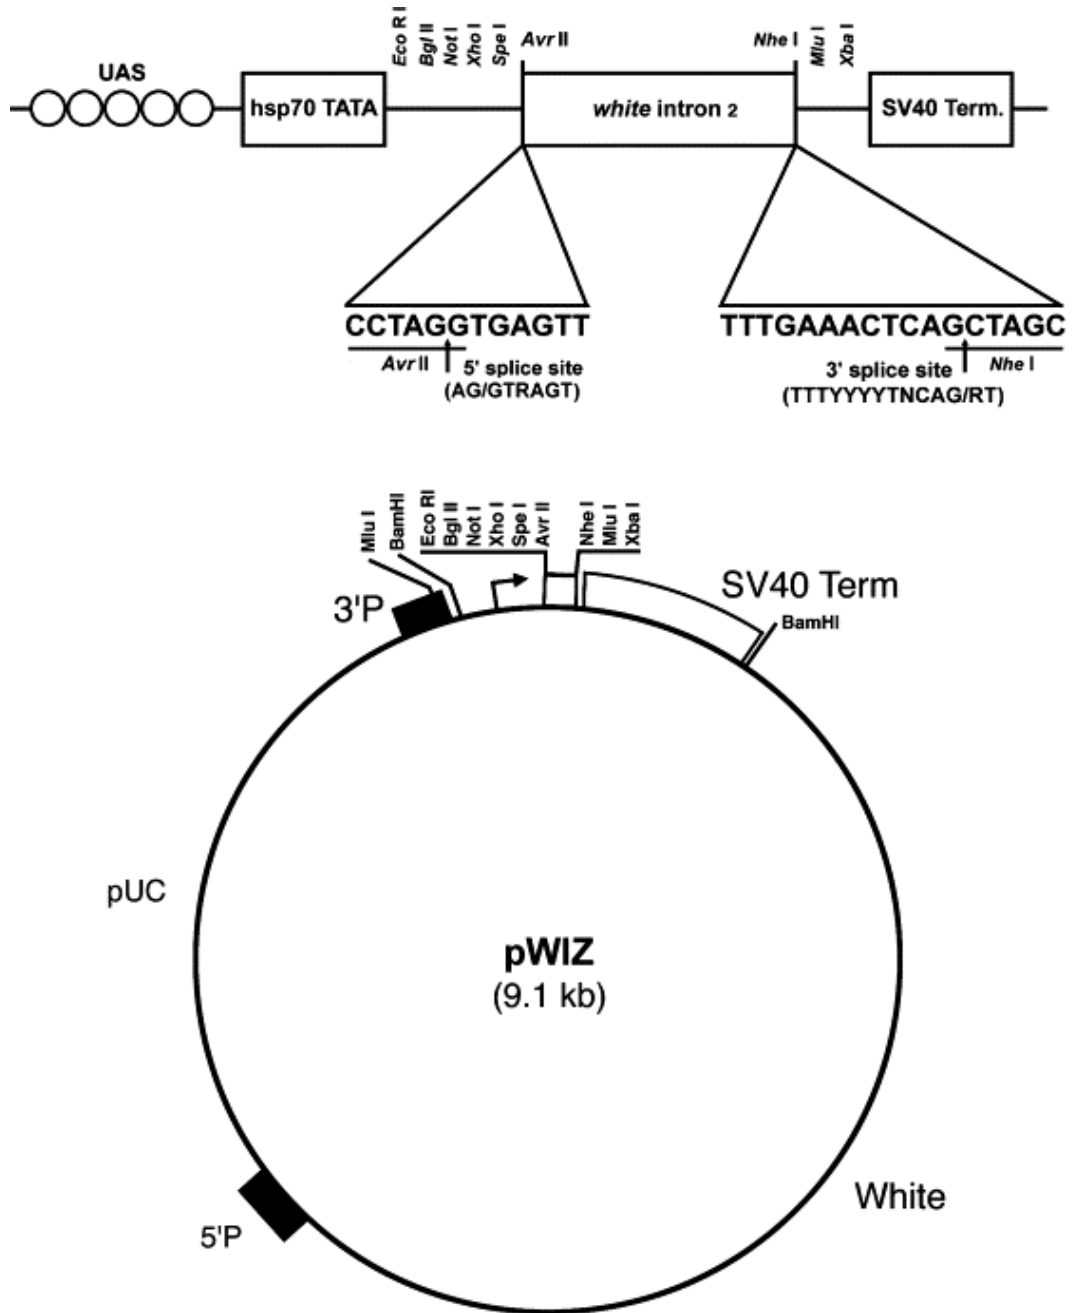 Eco R I
Bgl II
Not I
Xho I
Spe I
Avr II
Nhe I
Mlu I
Xba I
UAS
hsp70 TATA
white intron 2
SV40 Term.
CCTAGGTGAGTT
TTTGAAACTCAGCTAGC
Avr II
5' splice site
(AG/GTRAGT)
3' splice site
Nhe I
(TTTYYYYTNCAG/RT)
Mlu I
BamHI
Eco RI
Bgl II
Not I
Xho I
Spe I
Avr II
Nhe I
Mlu I
Xba I
3'P
SV40 Term
BamHI
pUC
pWIZ
(9.1 kb)
White
5'P